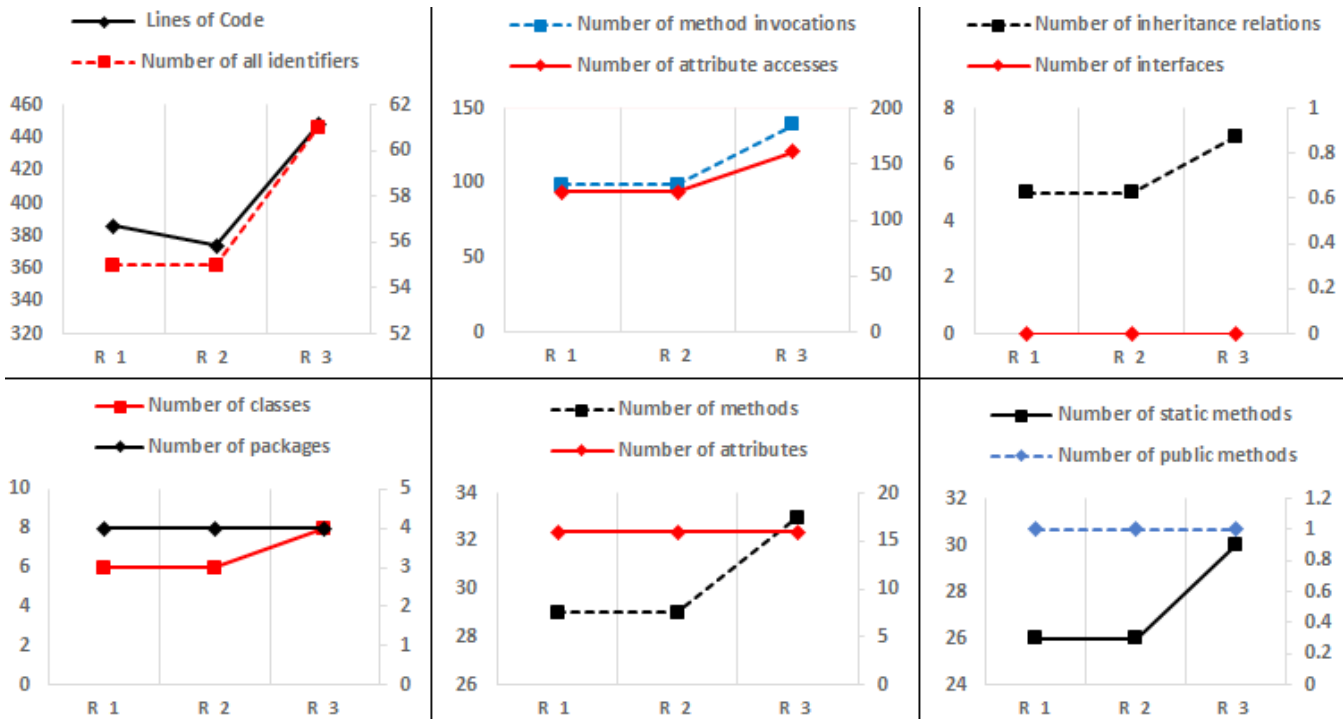 Lines of Code
Number of all identifiers
460
440
420
400
380
360
340
320
62
60
58
56
54
52
R 1
R 2
R 3
Number of method invocations
Number of attribute accesses
150
100
50
0
200
150
100
50
0
R 1
R 2
R 3
Number of inheritance relations
Number of interfaces
8
6
4
2
0
1
0.8
0.6
0.4
0.2
0
R 1
R 2
R 3
Number of classes
Number of packages
10
8
6
4
2
0
5
4
3
2
1
0
R 1
R 2
R 3
Number of methods
Number of attributes
34
32
30
28
26
20
15
10
5
0
R 1
R 2
R 3
Number of static methods
Number of public methods
32
30
28
26
24
1.2
1
0.8
0.6
0.4
0.2
0
R 1
R 2
R 3